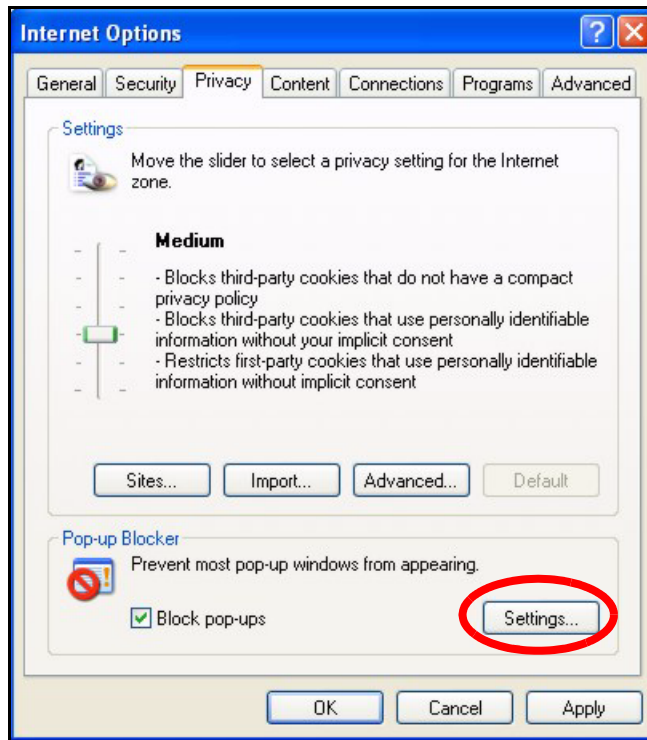 Internet Options
?
X
General Security Privacy Content Connections Programs Advanced
Settings
Move the slider to select a privacy setting for the Internet
zone.
Medium
- Blocks third-party cookies that do not have a compact
privacy policy
- Blocks third-party cookies that use personally identifiable
information without your implicit consent
- Restricts first-party cookies that use personally identifiable
information without implicit consent
Sites... Import... Advanced... Default
Pop-up Blocker
Prevent most pop-up windows from appearing.
Block pop-ups Settings...
OK Cancel Apply